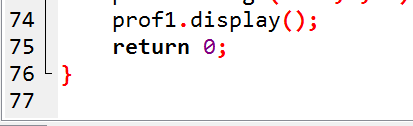 74 prof1.display();
75 return 0;
76 }
77